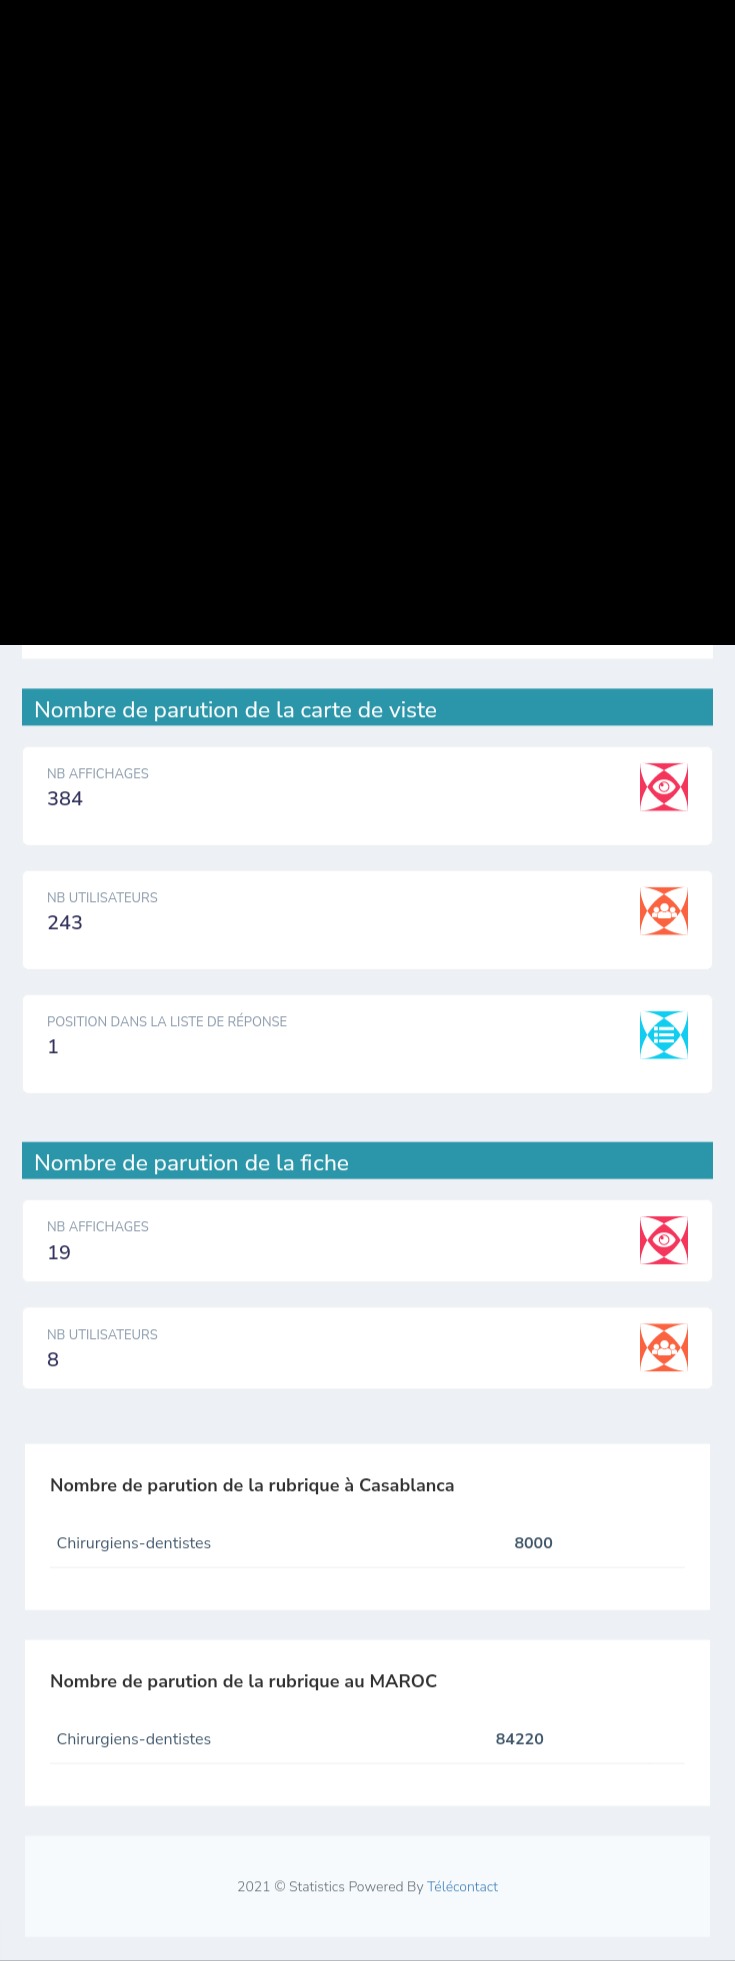 Nombre de parution de la carte de viste
NB AFFICHAGES
384
NB UTILISATEURS
243
POSITION DANS LA LISTE DE RÉPONSE
1
Nombre de parution de la fiche
NB AFFICHAGES
19
NB UTILISATEURS
8
Nombre de parution de la rubrique à Casablanca
Chirurgiens-dentistes 8000
Nombre de parution de la rubrique au MAROC
Chirurgiens-dentistes 84220
2021 © Statistics Powered By Télécontact